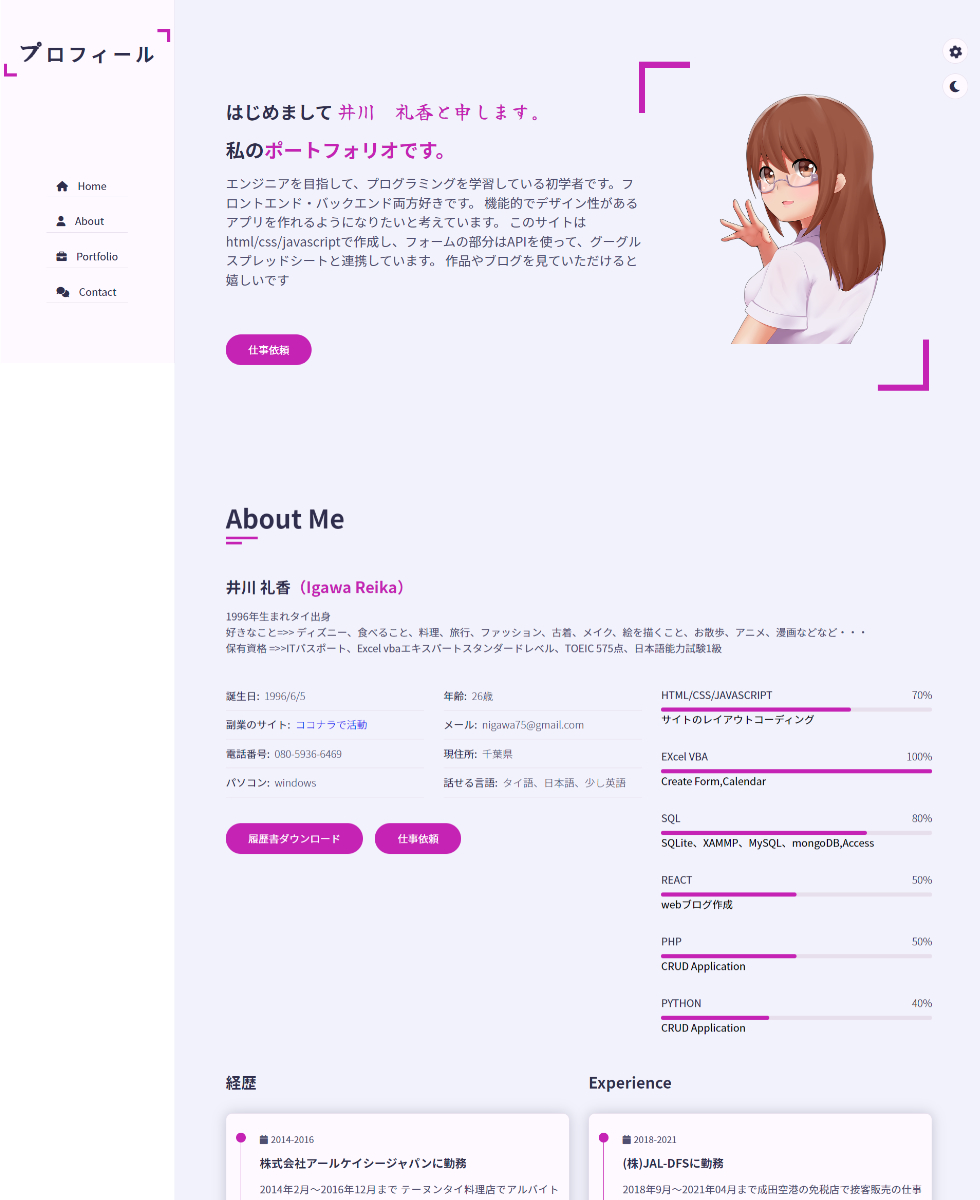 プロフィール
Home
About
Portfolio
Contact
はじめまして 井川　礼香と申します。
私のポートフォリオです。
エンジニアを目指して、プログラミングを学習している初学者です。フ
ロントエンド・バックエンド両方好きです。 機能的でデザイン性がある
アプリを作れるようになりたいと考えています。 このサイトは
html/css/javascriptで作成し、フォームの部分はAPIを使って、グーグル
スプレッドシートと連携しています。 作品やブログを見ていただけると
嬉しいです
仕事依頼
About Me
井川 礼香（Igawa Reika）
1996年生まれタイ出身
好きなこと=>> ディズニー、食べること、料理、旅行、ファッション、古着、メイク、絵を描くこと、お散歩、アニメ、漫画などなど・・・
保有資格 =>>ITパスポート、Excel vbaエキスパートスタンダードレベル、TOEIC 575点、日本語能力試験1級
誕生日: 1996/6/5
年齢: 26歳
副業のサイト: ココナラで活動
メール: nigawa75@gmail.com
電話番号: 080-5936-6469
現住所: 千葉県
パソコン: windows
話せる言語: タイ語、日本語、少し英語
履歴書ダウンロード
仕事依頼
HTML/CSS/JAVASCRIPT 70%
サイトのレイアウトコーディング
EXcel VBA 100%
Create Form,Calendar
SQL 80%
SQLite、XAMMP、MySQL、mongoDB,Access
REACT 50%
webブログ作成
PHP 50%
CRUD Application
PYTHON 40%
CRUD Application
経歴
2014-2016
株式会社アールケイシージャパンに勤務
2014年2月～2016年12月まで テーヌンタイ料理店でアルバイト
Experience
2018-2021
(株)JAL-DFSに勤務
2018年9月～2021年04月まで成田空港の免税店で接客販売の仕事